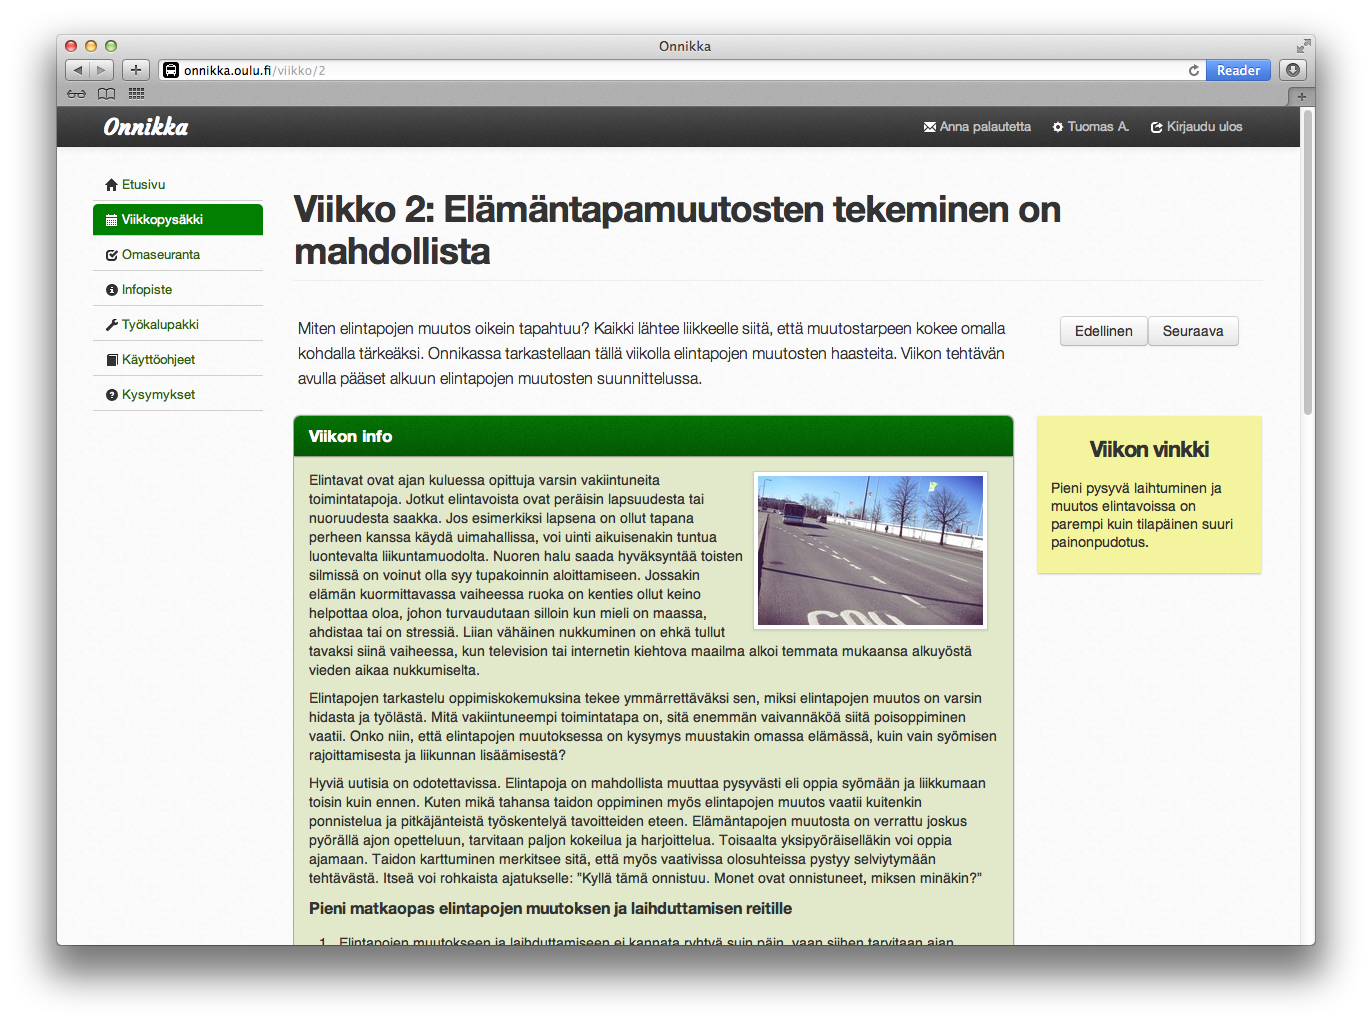 Onnikka
onnikka.oulu.fi/viikko/2
Reader
Onnikka
Anna palautetta
Tuomas A.
Kirjaudu ulos
Etusivu
Viikkopysäkki
Omaseuranta
Infopiste
Työkalupakki
Käyttöohjeet
Kysymykset
Viikko 2: Elämäntapamuutosten tekeminen on
mahdollista
Miten elintapojen muutos oikein tapahtuu? Kaikki lähtee liikkeelle siitä, että muutostarpeen kokee omalla
kohdalla tärkeäksi. Onnikassa tarkastellaan tällä viikolla elintapojen muutosten haasteita. Viikon tehtävän
avulla pääset alkuun elintapojen muutosten suunnittelussa.
Edellinen
Seuraava
Viikon info
Elintavat ovat ajan kuluessa opittuja varsin vakiintuneita
toimintatapoja. Jotkut elintavoista ovat peräisin lapsuudesta tai
nuoruudesta saakka. Jos esimerkiksi lapsena on ollut tapana
perheen kanssa käydä uimahallissa, voi uinti aikuisenakin tuntua
luontevalta liikuntamuodolta. Nuoren halu saada hyväksyntää toisten
silmissä on voinut olla syy tupakoinnin aloittamiseen. Jossakin
elämän kuormittavassa vaiheessa ruoka on kenties ollut keino
helpottaa oloa, johon turvaudutaan silloin kun mieli on maassa,
ahdistaa tai on stressiä. Liian vähäinen nukkuminen on ehkä tullut
tavaksi siinä vaiheessa, kun television tai internetin kiehtova maailma alkoi temmata mukaansa alkuyöstä
vieden aikaa nukkumiselta.
Elintapojen tarkastelu oppimiskokemuksina tekee ymmärrettäväksi sen, miksi elintapojen muutos on varsin
hidasta ja työlästä. Mitä vakiintuneempi toimintatapa on, sitä enemmän vaivannäköä siitä poisoppiminen
vaatii. Onko niin, että elintapojen muutoksessa on kysymys muustakin omassa elämässä, kuin vain syömisen
rajoittamisesta ja liikunnan lisäämisestä?
Hyviä uutisia on odotettavissa. Elintapoja on mahdollista muuttaa pysyvästi eli oppia syömään ja liikkumaan
toisin kuin ennen. Kuten mikä tahansa taidon oppiminen myös elintapojen muutos vaatii kuitenkin
ponnistelua ja pitkäjänteistä työskentelyä tavoitteiden eteen. Elämäntapojen muutosta on verrattu joskus
pyörällä ajon opetteluun, tarvitaan paljon kokeilua ja harjoittelua. Toisaalta yksipyöräiselläkin voi oppia
ajamaan. Taidon karttuminen merkitsee sitä, että myös vaativissa olosuhteissa pystyy selviytymään
tehtävästä. Itseä voi rohkaista ajatukselle: ”Kyllä tämä onnistuu. Monet ovat onnistuneet, miksen minäkin?”
Pieni matkaopas elintapojen muutoksen ja laihduttamisen reitille
1. Elintapojen muutokseen ja laihduttamiseen ei kannata ryhtyä suin päin, vaan siihen tarvitaan ajan
Viikon vinkki
Pieni pysyvä laihtuminen ja
muutos elintavoissa on
parempi kuin tilapäinen suuri
painonpudotus.